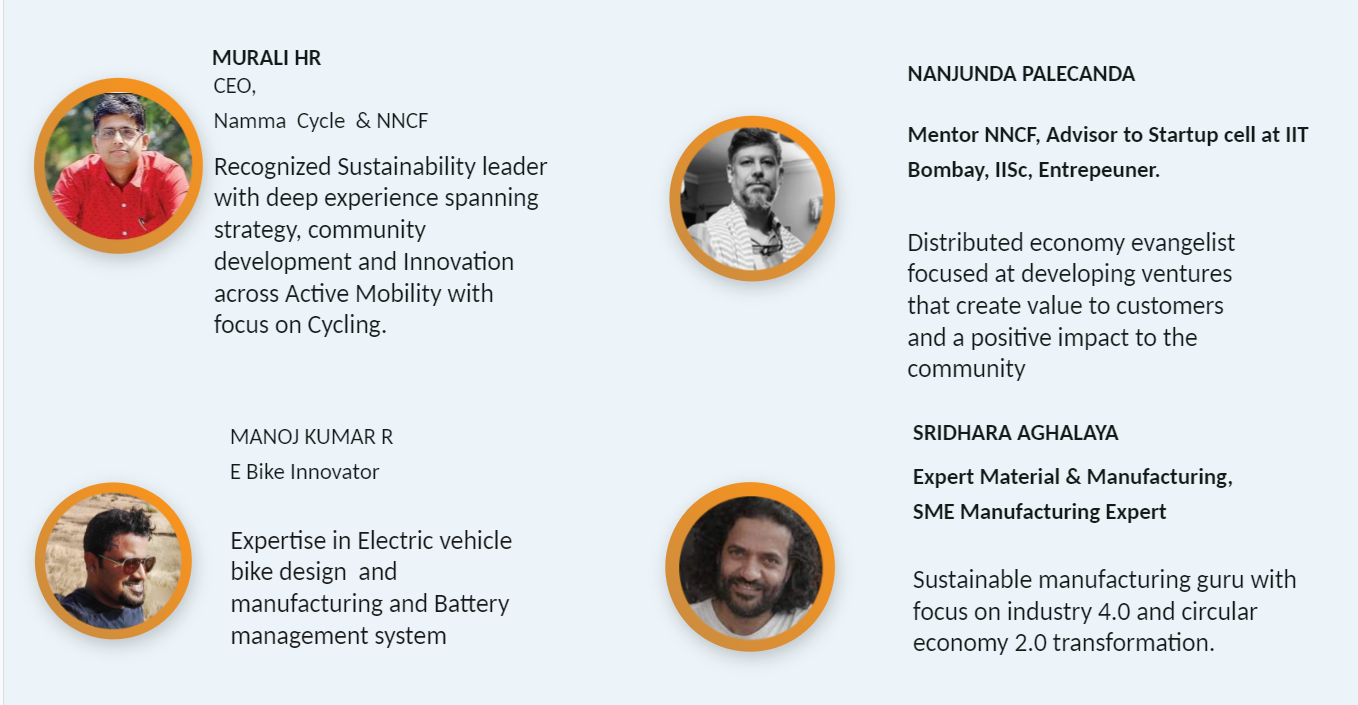 MURALI HR
CEO,
Namma Cycle & NNCF
Recognized Sustainability leader
with deep experience spanning
strategy, community
development and Innovation
across Active Mobility with
focus on Cycling.
NANJUNDA PALECANDA
Mentor NNCF, Advisor to Startup cell at IIT
Bombay, IISc, Entrepeuner.
Distributed economy evangelist
focused at developing ventures
that create value to customers
and a positive impact to the
community
MANOJ KUMAR R
E Bike Innovator
Expertise in Electric vehicle
bike design and
manufacturing and Battery
management system
SRIDHARA AGHALAYA
Expert Material & Manufacturing,
SME Manufacturing Expert
Sustainable manufacturing guru with
focus on industry 4.0 and circular
economy 2.0 transformation.